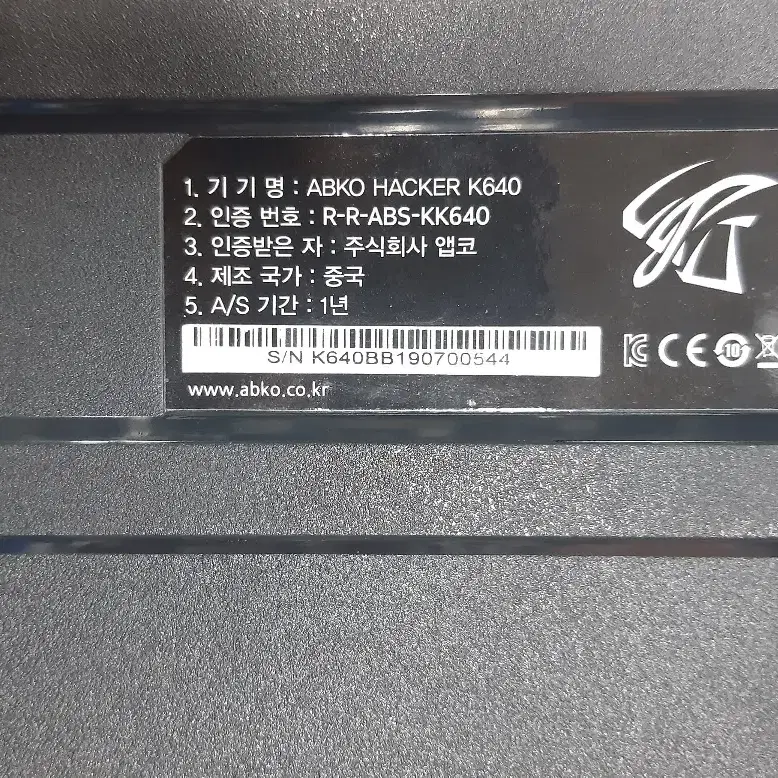 1. 기 기 명 : ABKO HACKER K640
2. 인증 번호 : R-R-ABS-KK640
3. 인증받은 자 : 주식회사 앱코
4. 제조 국가 : 중국
5. A/S 기간 : 1년
S/N K640BB190700544
www.abko.co.kr
CE 10